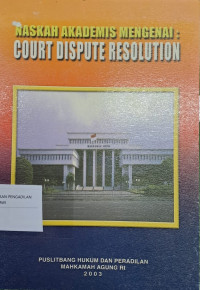 NASKAH AKADEMIS MENGENAI :
COURT DISPUTE RESOLUTION
PUSLITBANG HUKUM DAN PERADILAN
MAHKAMAH AGUNG RI
2003